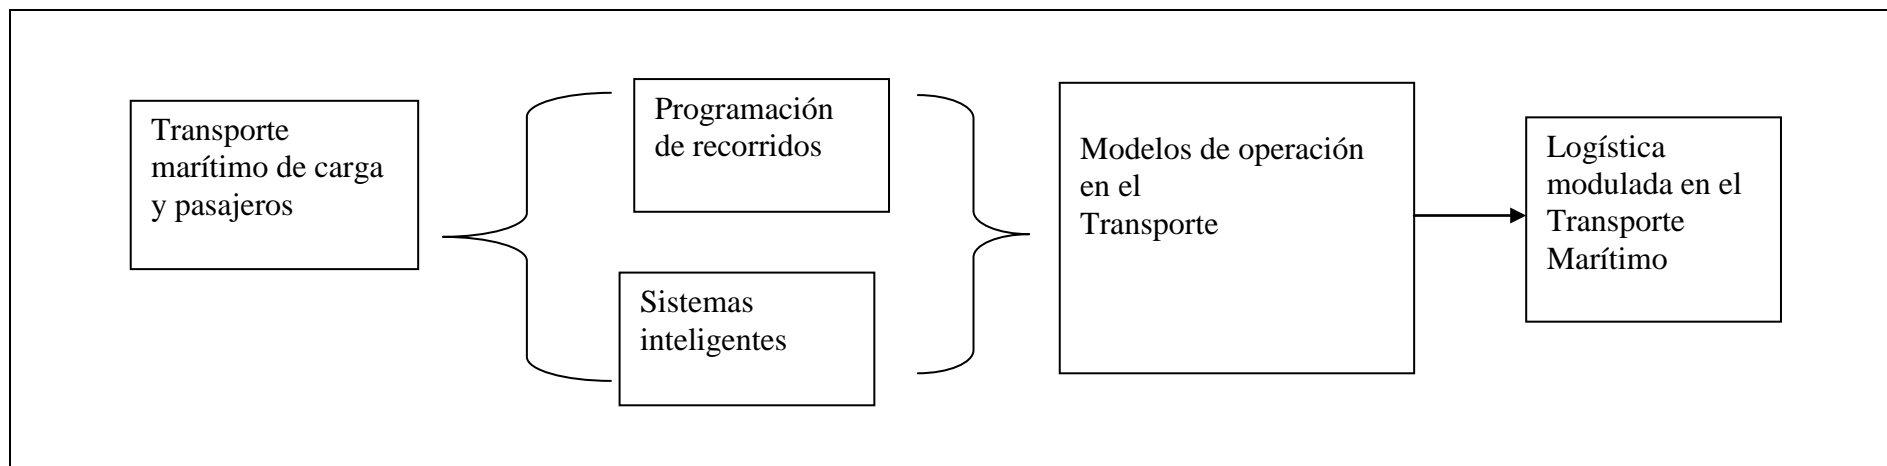 Transporte
marítimo de carga
y pasajeros
Programación
de recorridos
Sistemas
inteligentes
Modelos de operación
en el
Transporte
Logística
modulada en el
Transporte
Marítimo